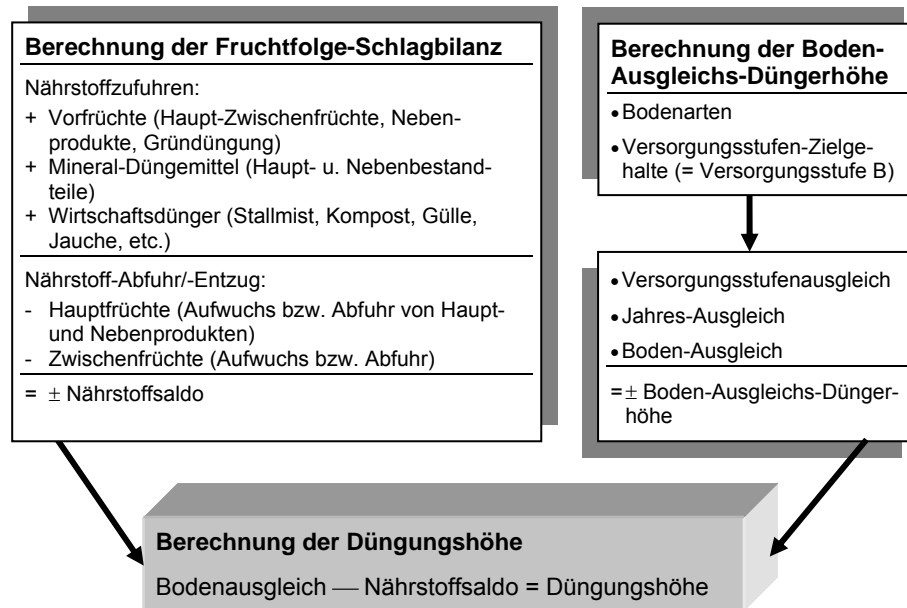 Berechnung der Fruchtfolge-Schlagbilanz
Nährstoffzufuhren:
+ Vorfrüchte (Haupt-Zwischenfrüchte, Neben-
produkte, Gründüngung)
+ Mineral-Düngemittel (Haupt- u. Nebenbestand-
teile)
+ Wirtschaftsdünger (Stallmist, Kompost, Gülle,
Jauche, etc.)
Nährstoff-Abfuhr/-Entzug:
- Hauptfrüchte (Aufwuchs bzw. Abfuhr von Haupt-
und Nebenprodukten)
- Zwischenfrüchte (Aufwuchs bzw. Abfuhr)
= ± Nährstoffsaldo
Berechnung der Boden-
Ausgleichs-Düngerhöhe
• Bodenarten
• Versorgungsstufen-Zielge-
halte (= Versorgungsstufe B)
• Versorgungsstufenausgleich
• Jahres-Ausgleich
• Boden-Ausgleich
= ± Boden-Ausgleichs-Dünger-
höhe
Berechnung der Düngungshöhe
Bodenausgleich — Nährstoffsaldo = Düngungshöhe